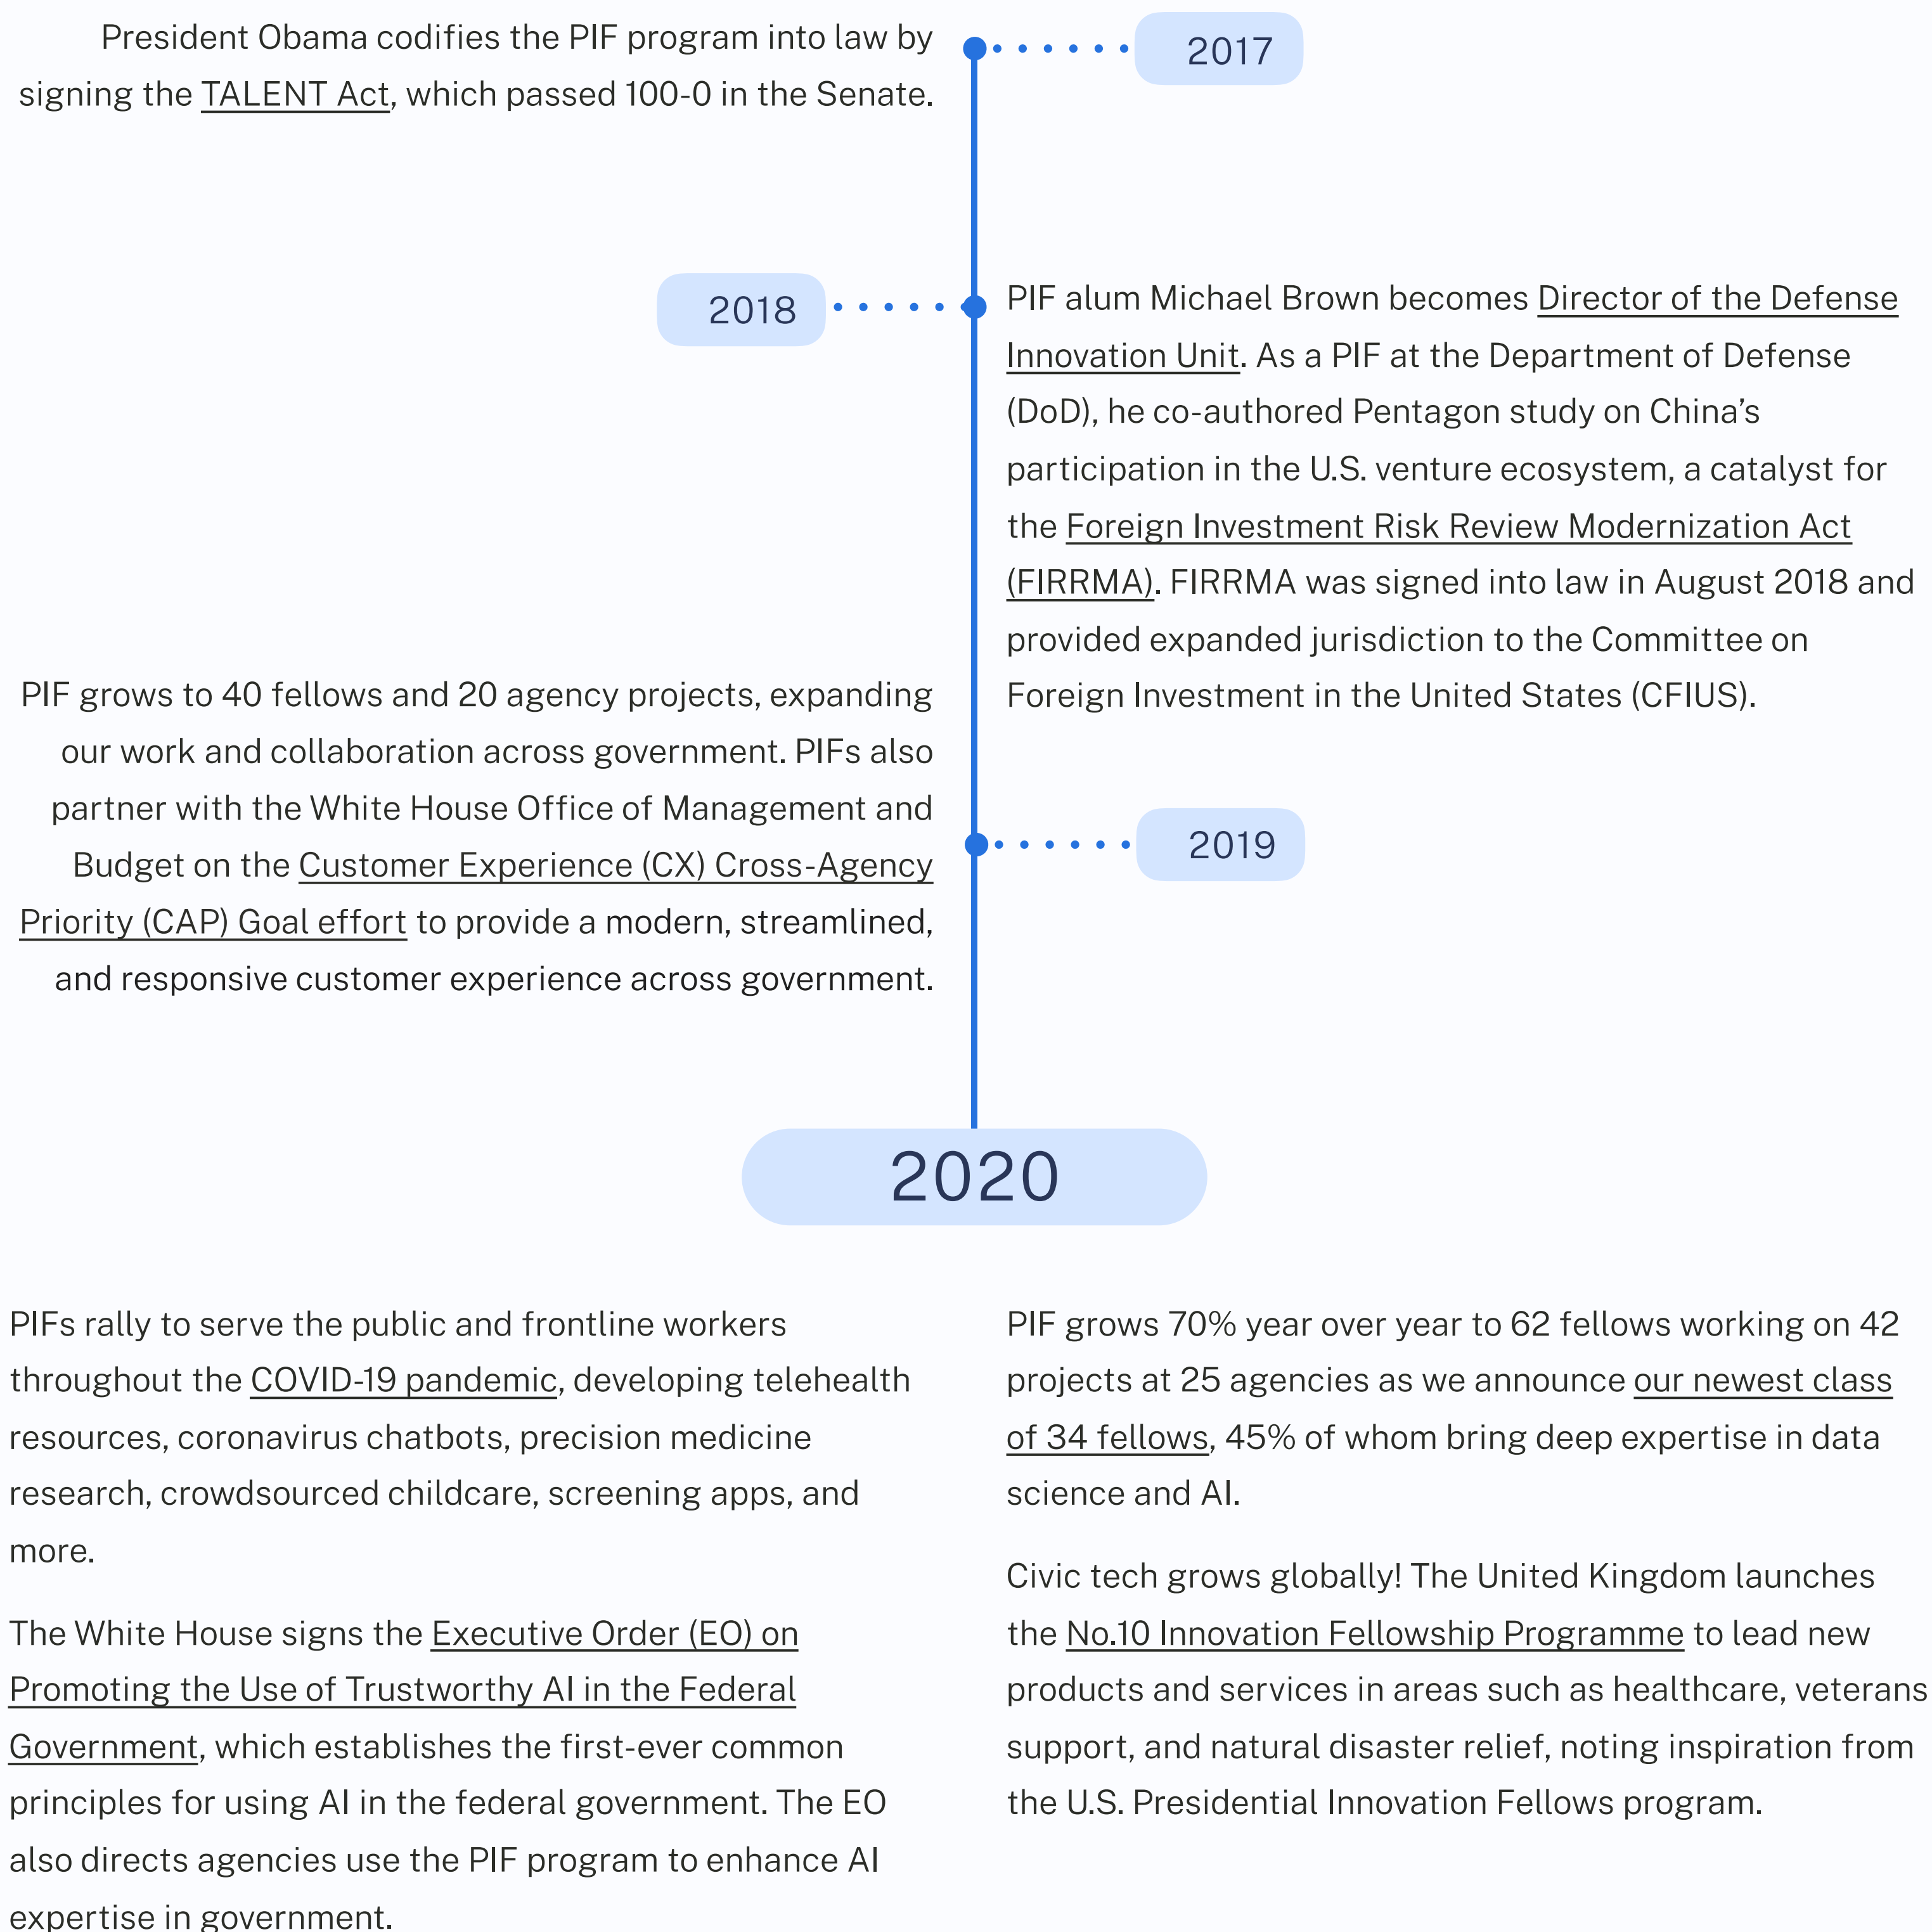 President Obama codifies the PIF program into law by
signing the TALENT Act, which passed 100-0 in the Senate.
2017
2018
PIF alum Michael Brown becomes Director of the Defense
Innovation Unit. As a PIF at the Department of Defense
(DoD), he co-authored Pentagon study on China’s
participation in the U.S. venture ecosystem, a catalyst for
the Foreign Investment Risk Review Modernization Act
(FIRRMA). FIRRMA was signed into law in August 2018 and
provided expanded jurisdiction to the Committee on
Foreign Investment in the United States (CFIUS).
PIF grows to 40 fellows and 20 agency projects, expanding
our work and collaboration across government. PIFs also
partner with the White House Office of Management and
Budget on the Customer Experience (CX) Cross-Agency
Priority (CAP) Goal effort to provide a modern, streamlined,
and responsive customer experience across government.
2019
2020
PIFs rally to serve the public and frontline workers
throughout the COVID-19 pandemic, developing telehealth
resources, coronavirus chatbots, precision medicine
research, crowdsourced childcare, screening apps, and
more.
The White House signs the Executive Order (EO) on
Promoting the Use of Trustworthy AI in the Federal
Government, which establishes the first-ever common
principles for using AI in the federal government. The EO
also directs agencies use the PIF program to enhance AI
expertise in government.
PIF grows 70% year over year to 62 fellows working on 42
projects at 25 agencies as we announce our newest class
of 34 fellows, 45% of whom bring deep expertise in data
science and AI.
Civic tech grows globally! The United Kingdom launches
the No.10 Innovation Fellowship Programme to lead new
products and services in areas such as healthcare, veterans
support, and natural disaster relief, noting inspiration from
the U.S. Presidential Innovation Fellows program.